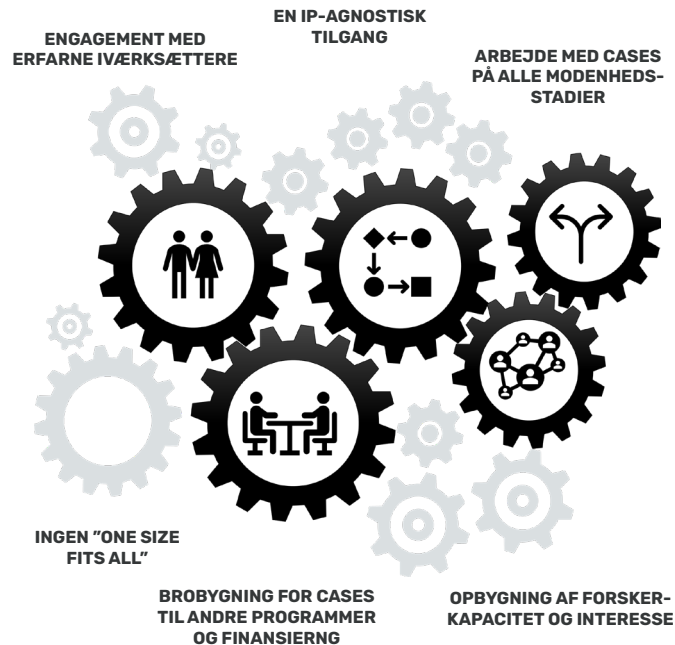 EN IP-AGNOSTISK
TILGANG
ENGAGEMENT MED
ERFARNE IVÆRKSÆTTERE
ARBEJDE MED CASES
PÅ ALLE MODENHEDS-
STADIER
INGEN ”ONE SIZE
FITS ALL”
BROBYGNING FOR CASES
TIL ANDRE PROGRAMMER
OG FINANSIERNG
OPBYGNING AF FORSKER-
KAPACITET OG INTERESSE